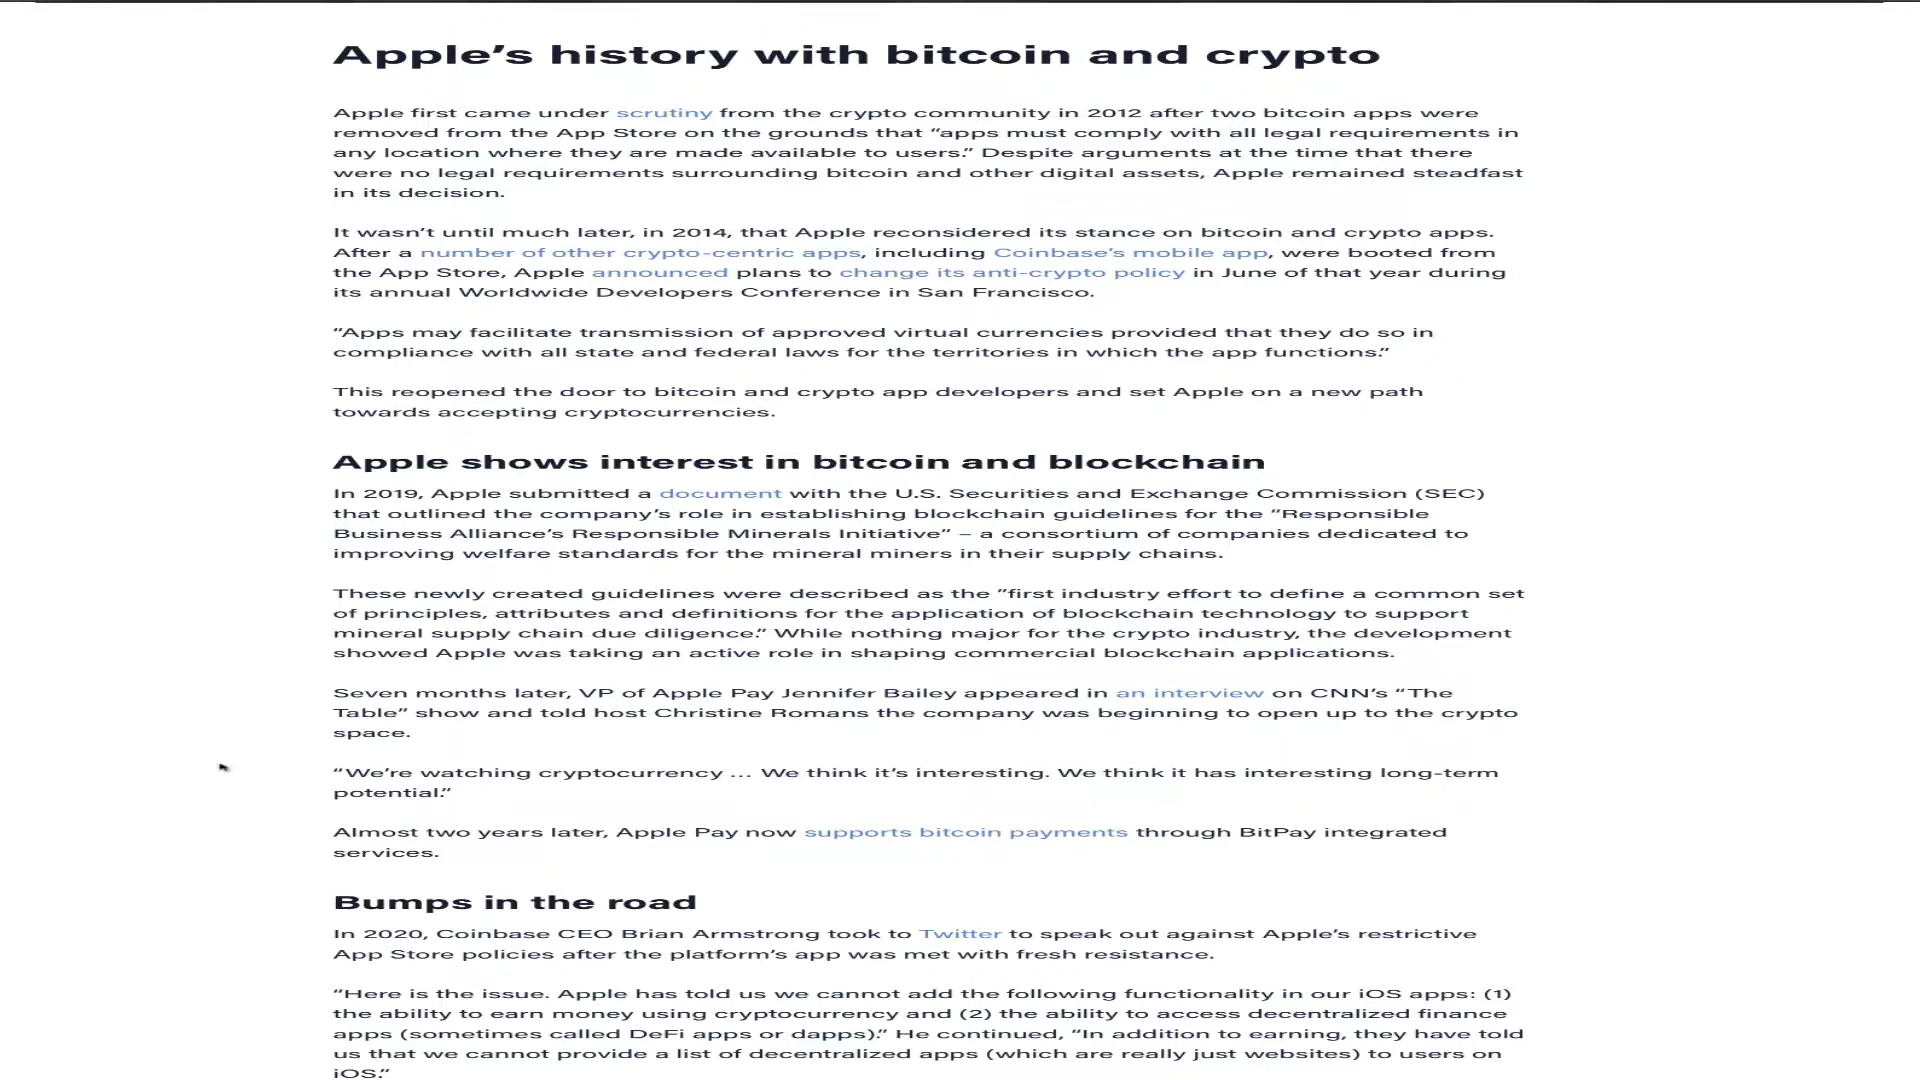 Apple’s history with bitcoin and crypto
Apple first came under scrutiny from the crypto community in 2012 after two bitcoin apps were
removed from the App Store on the grounds that “apps must comply with all legal requirements in
any location where they are made available to users.” Despite arguments at the time that there
were no legal requirements surrounding bitcoin and other digital assets, Apple remained steadfast
in its decision.
It wasn’t until much later, in 2014, that Apple reconsidered its stance on bitcoin and crypto apps.
After a number of other crypto-centric apps, including Coinbase’s mobile app, were booted from
the App Store, Apple announced plans to change its anti-crypto policy in June of that year during
its annual Worldwide Developers Conference in San Francisco.
“Apps may facilitate transmission of approved virtual currencies provided that they do so in
compliance with all state and federal laws for the territories in which the app functions.”
This reopened the door to bitcoin and crypto app developers and set Apple on a new path
towards accepting cryptocurrencies.
Apple shows interest in bitcoin and blockchain
In 2019, Apple submitted a document with the U.S. Securities and Exchange Commission (SEC)
that outlined the company’s role in establishing blockchain guidelines for the “Responsible
Business Alliance’s Responsible Minerals Initiative” – a consortium of companies dedicated to
improving welfare standards for the mineral miners in their supply chains.
These newly created guidelines were described as the “first industry effort to define a common set
of principles, attributes and definitions for the application of blockchain technology to support
mineral supply chain due diligence.” While nothing major for the crypto industry, the development
showed Apple was taking an active role in shaping commercial blockchain applications.
Seven months later, VP of Apple Pay Jennifer Bailey appeared in an interview on CNN’s “The
Table” show and told host Christine Romans the company was beginning to open up to the crypto
space.
“We’re watching cryptocurrency … We think it’s interesting. We think it has interesting long-term
potential.”
Almost two years later, Apple Pay now supports bitcoin payments through BitPay integrated
services.
Bumps in the road
In 2020, Coinbase CEO Brian Armstrong took to Twitter to speak out against Apple’s restrictive
App Store policies after the platform’s app was met with fresh resistance.
“Here is the issue. Apple has told us we cannot add the following functionality in our iOS apps: (1)
the ability to earn money using cryptocurrency and (2) the ability to access decentralized finance
apps (sometimes called DeFi apps or dapps).” He continued, “In addition to earning, they have told
us that we cannot provide a list of decentralized apps (which are really just websites) to users on
iOS.”